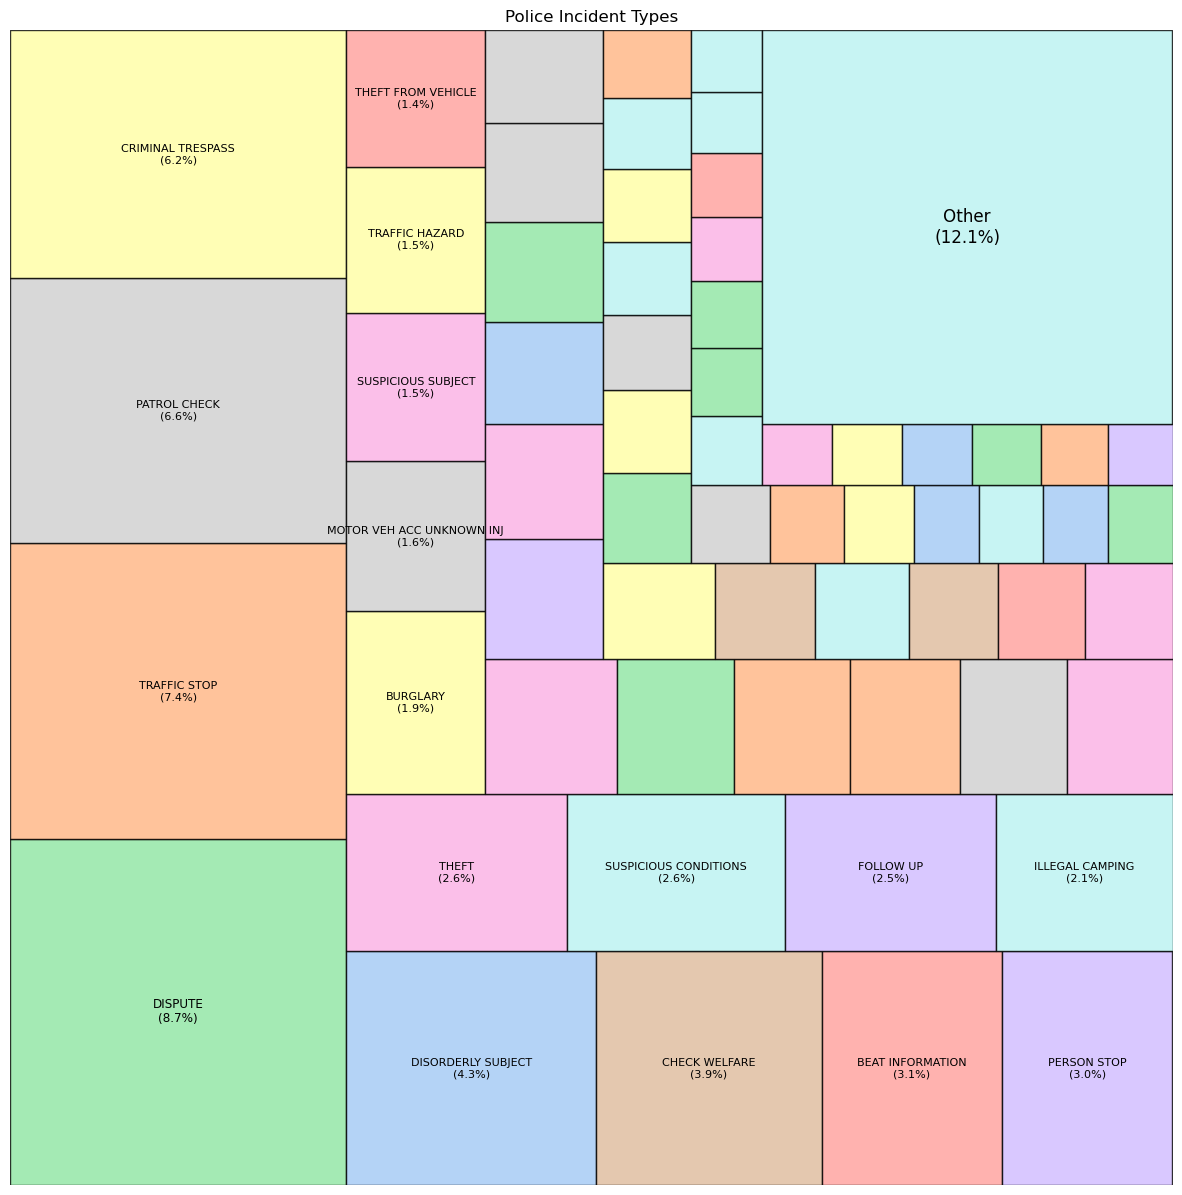 Police Incident Types
CRIMINAL TRESPASS
(6.2%)
PATROL CHECK
(6.6%)
TRAFFIC STOP
(7.4%)
DISPUTE
(8.7%)
THEFT FROM VEHICLE
(1.4%)
TRAFFIC HAZARD
(1.5%)
SUSPICIOUS SUBJECT
(1.5%)
MOTOR VEH ACC UNKNOWN INJ
(1.6%)
BURGLARY
(1.9%)
Other
(12.1%)
THEFT
(2.6%)
SUSPICIOUS CONDITIONS
(2.6%)
FOLLOW UP
(2.5%)
ILLEGAL CAMPING
(2.1%)
DISORDERLY SUBJECT
(4.3%)
CHECK WELFARE
(3.9%)
BEAT INFORMATION
(3.1%)
PERSON STOP
(3.0%)